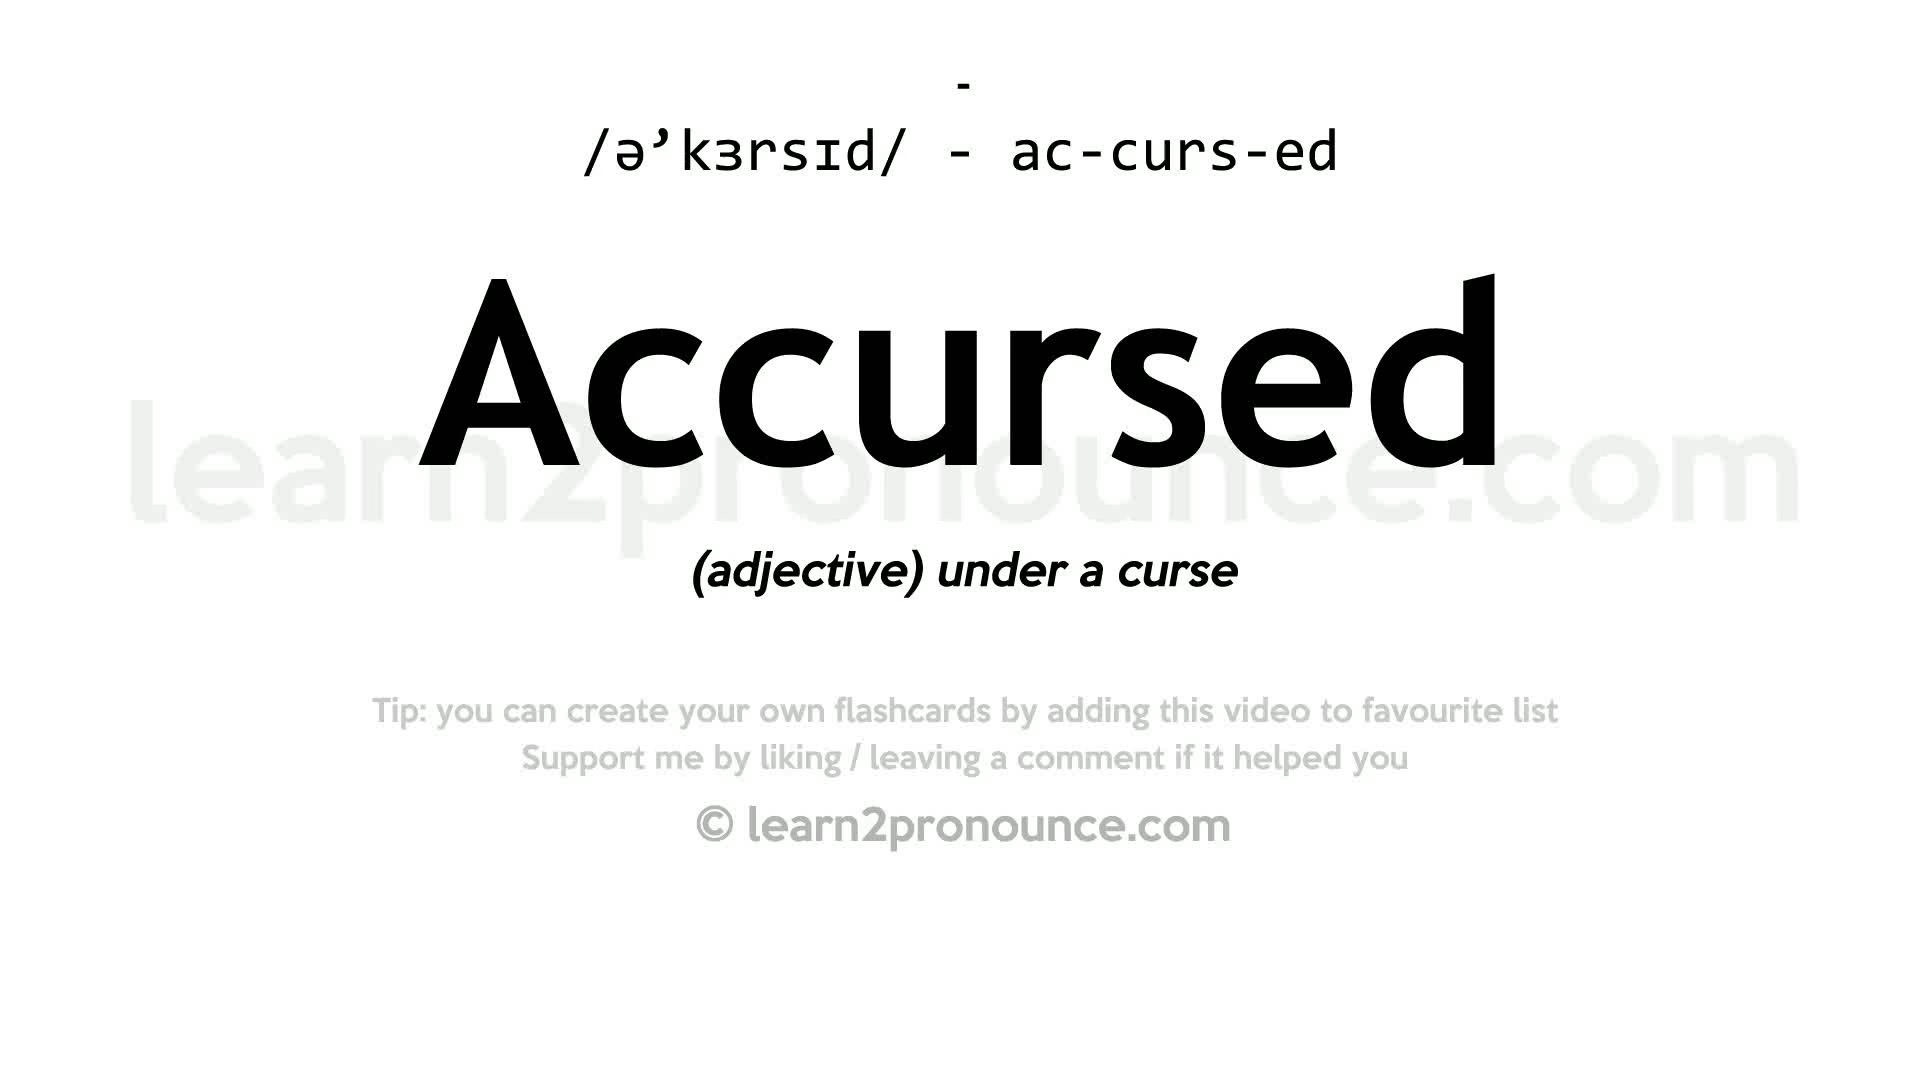 -
/ə’kɜrsɪd/ - ac-curs-ed
Accursed
learn2pronounce.com
(adjective) under a curse
Tip: you can create your own flashcards by adding this video to favourite list
Support me by liking / leaving a comment if it helped you
© learn2pronounce.com